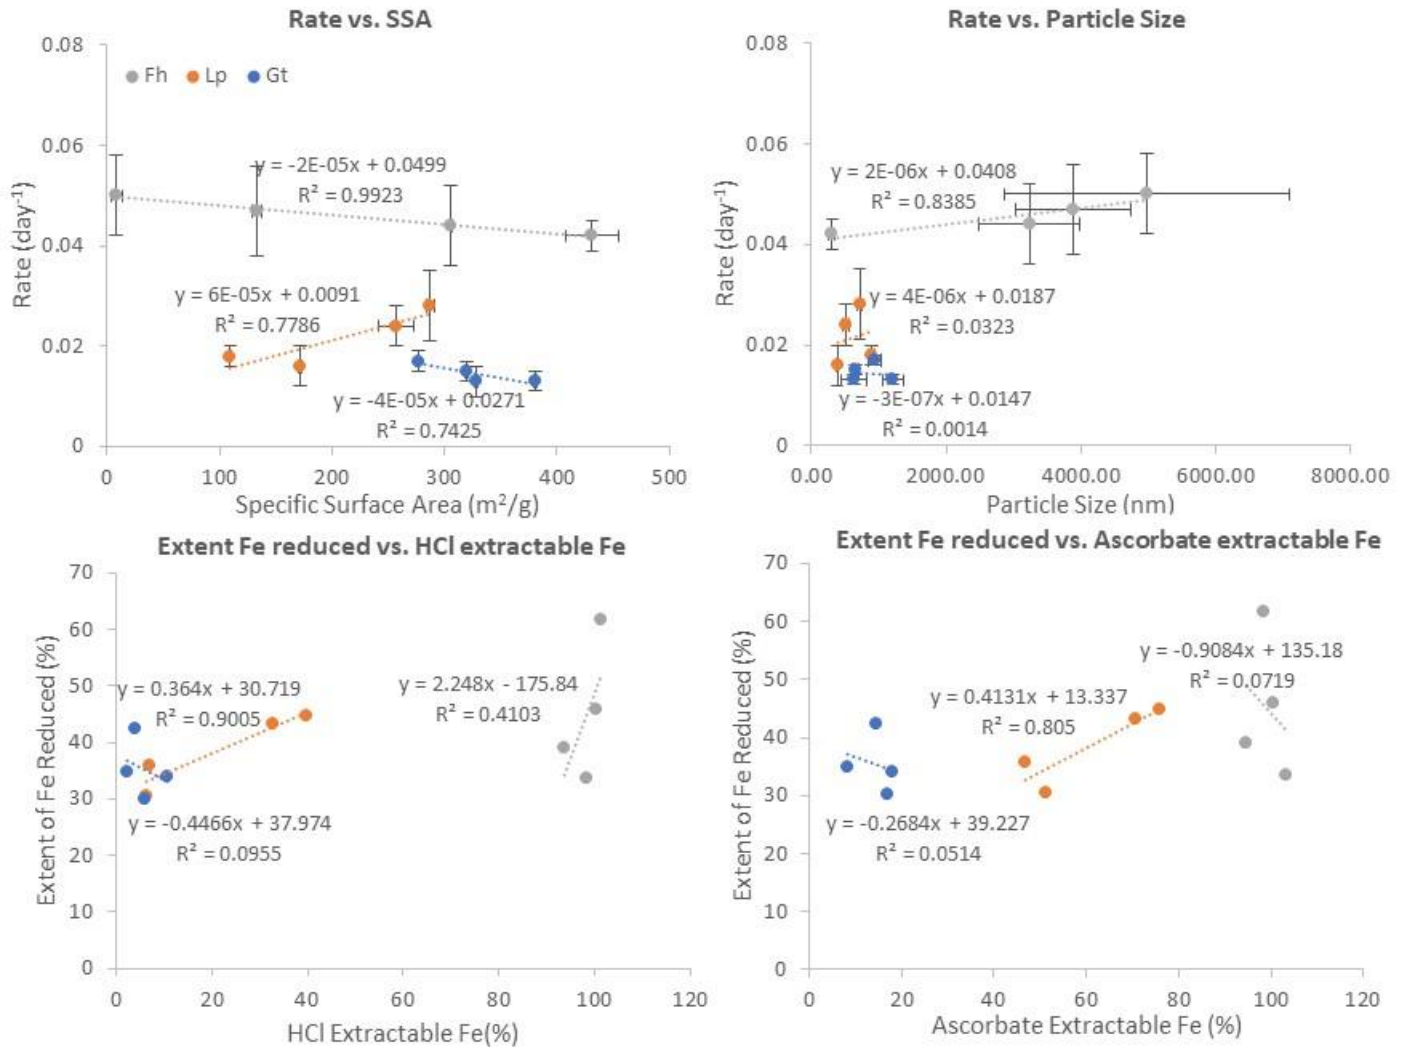 Rate vs. SSA
0.08
Fh Lp Gt
0.06
y = -2E-05x + 0.0499
R² = 0.9923
Rate (day⁻¹)
0.04
y = 6E-05x + 0.0091
R² = 0.7786
0.02
y = -4E-05x + 0.0271
R² = 0.7425
0
0 100 200 300 400 500
Specific Surface Area (m²/g)
Rate vs. Particle Size
0.08
0.06
y = 2E-06x + 0.0408
R² = 0.8385
Rate (day⁻¹)
0.04
y = 4E-06x + 0.0187
R² = 0.0323
0.02
y = -3E-07x + 0.0147
R² = 0.0014
0
0.00 2000.00 4000.00 6000.00 8000.00
Particle Size (nm)
Extent Fe reduced vs. HCl extractable Fe
70
60
50
y = 0.364x + 30.719
R² = 0.9005
y = 2.248x - 175.84
R² = 0.4103
Extent of Fe Reduced (%)
40
30
y = -0.4466x + 37.974
R² = 0.0955
20
10
0
0 20 40 60 80 100 120
HCl Extractable Fe(%)
Extent Fe reduced vs. Ascorbate extractable Fe
70
60
y = -0.9084x + 135.18
R² = 0.0719
50
y = 0.4131x + 13.337
R² = 0.805
Extent of Fe Reduced (%)
40
30
y = -0.2684x + 39.227
R² = 0.0514
20
10
0
0 20 40 60 80 100 120
Ascorbate Extractable Fe (%)